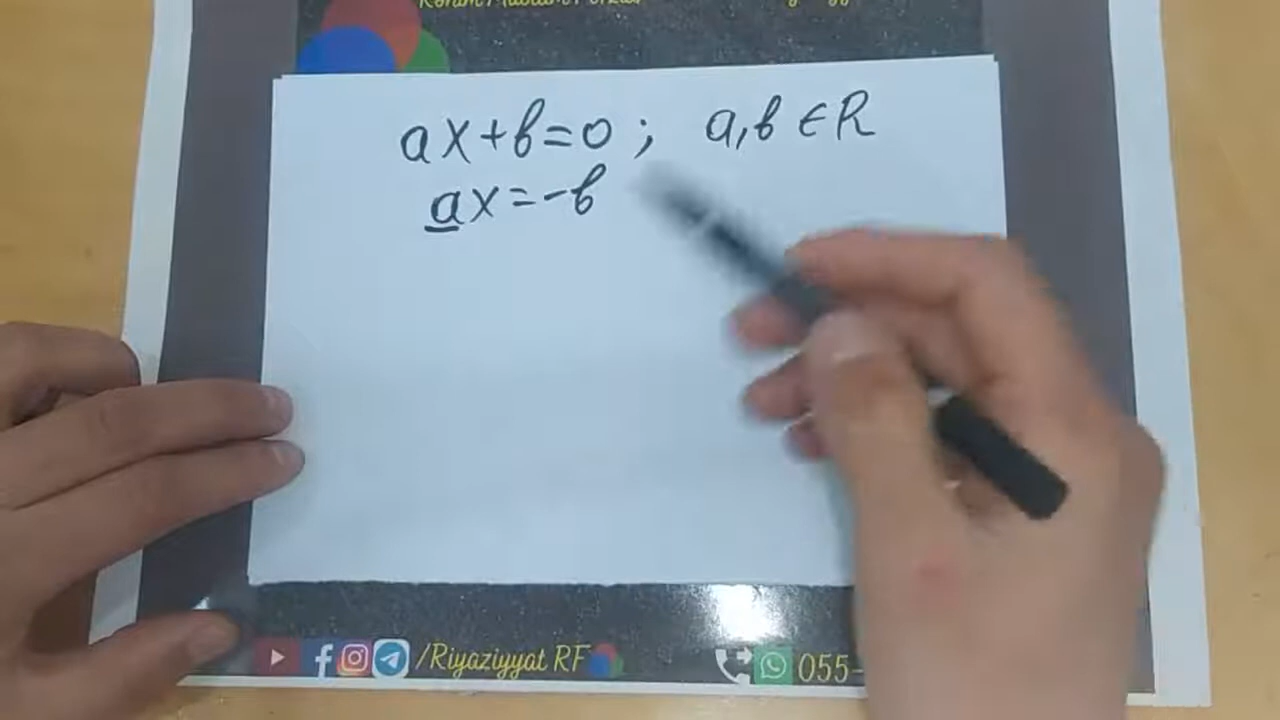 ax+b=0; a,b ∈ R
ax=-b
/Riyaziyyat RF
055-